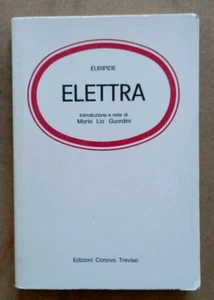 EURIPIDE
ELETTRA
Introduzione e note di
Maria Lia Guardini
Edizioni Canova Treviso